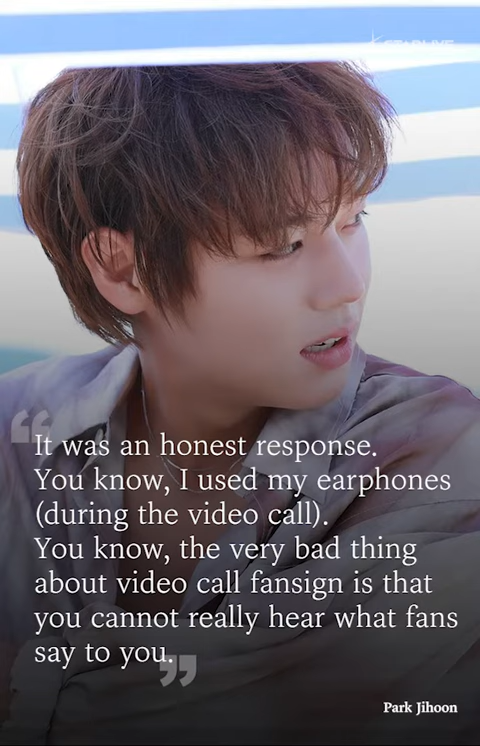 STARLIVE
“
It was an honest response.
You know, I used my earphones
(during the video call).
You know, the very bad thing
about video call fansign is that
you cannot really hear what fans
say to you.
”
Park Jihoon